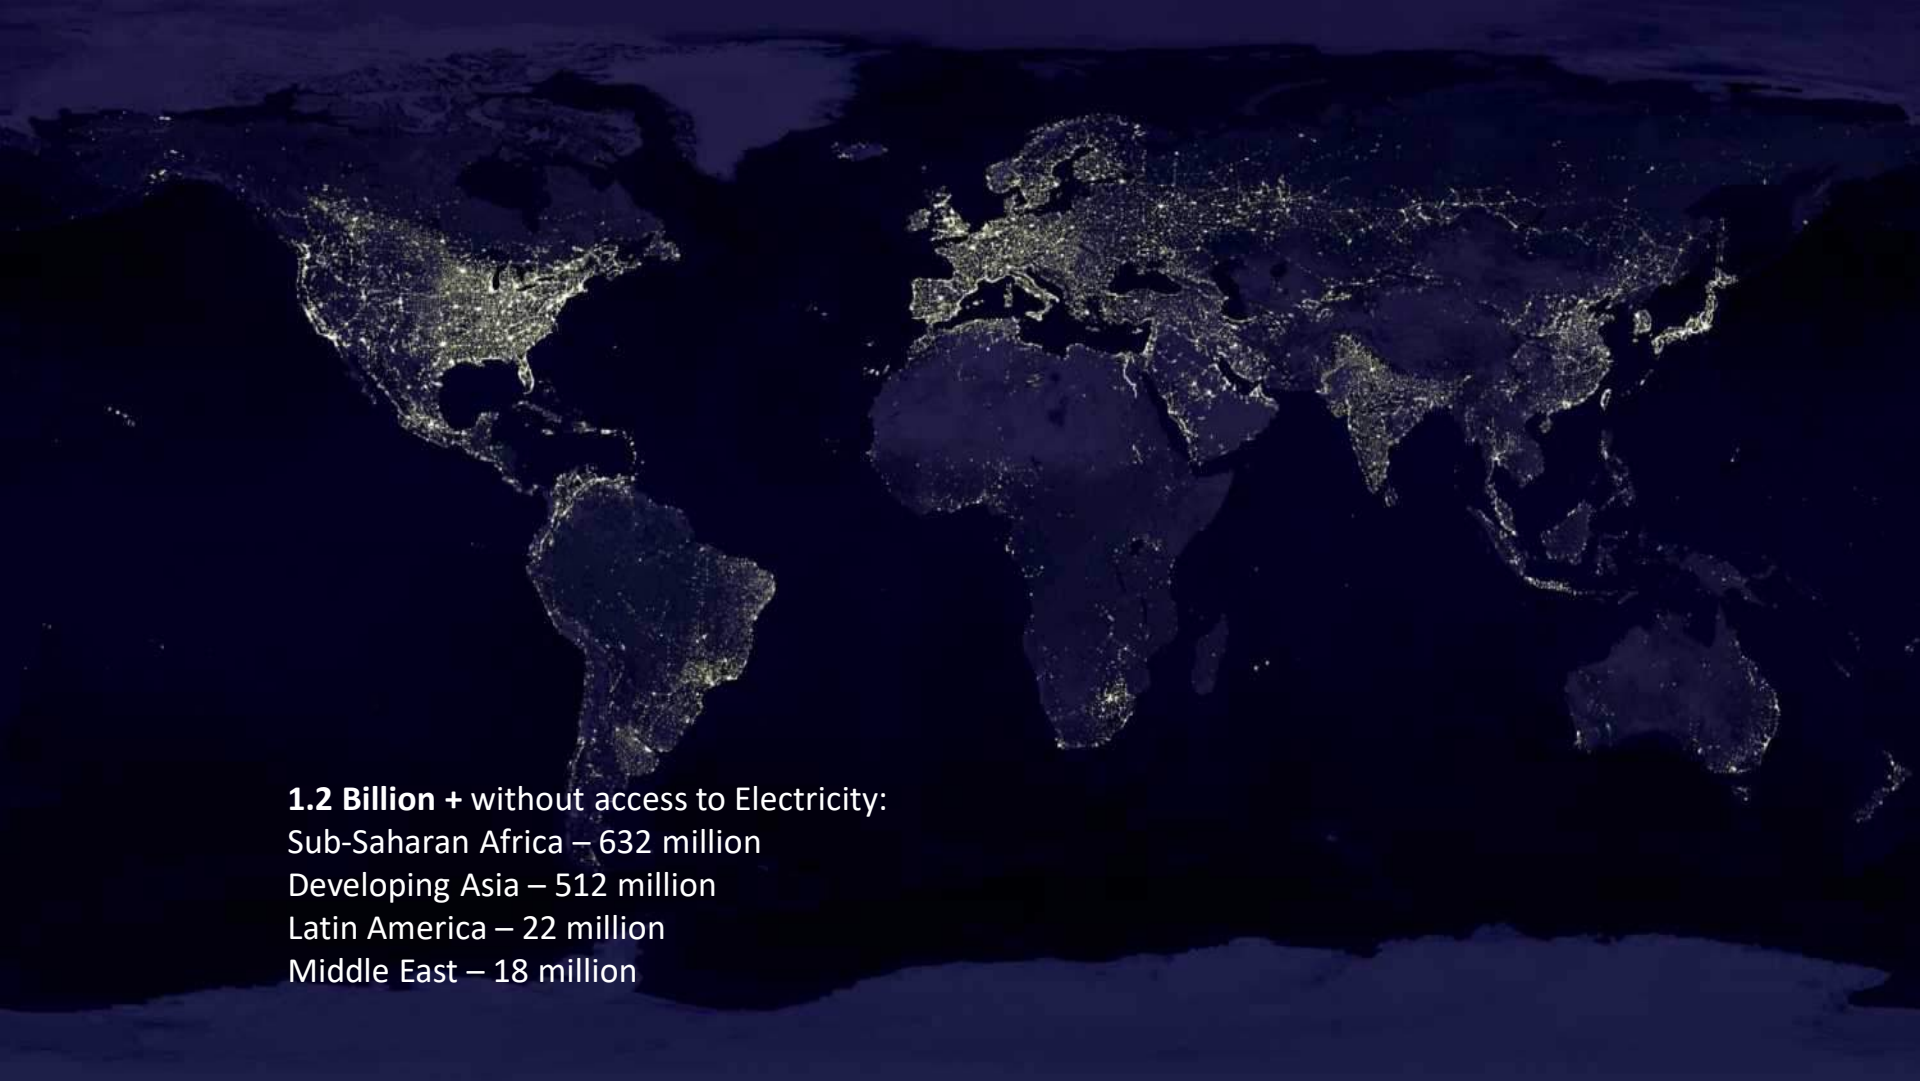 1.2 Billion + without access to Electricity:
Sub-Saharan Africa – 632 million
Developing Asia – 512 million
Latin America – 22 million
Middle East – 18 million